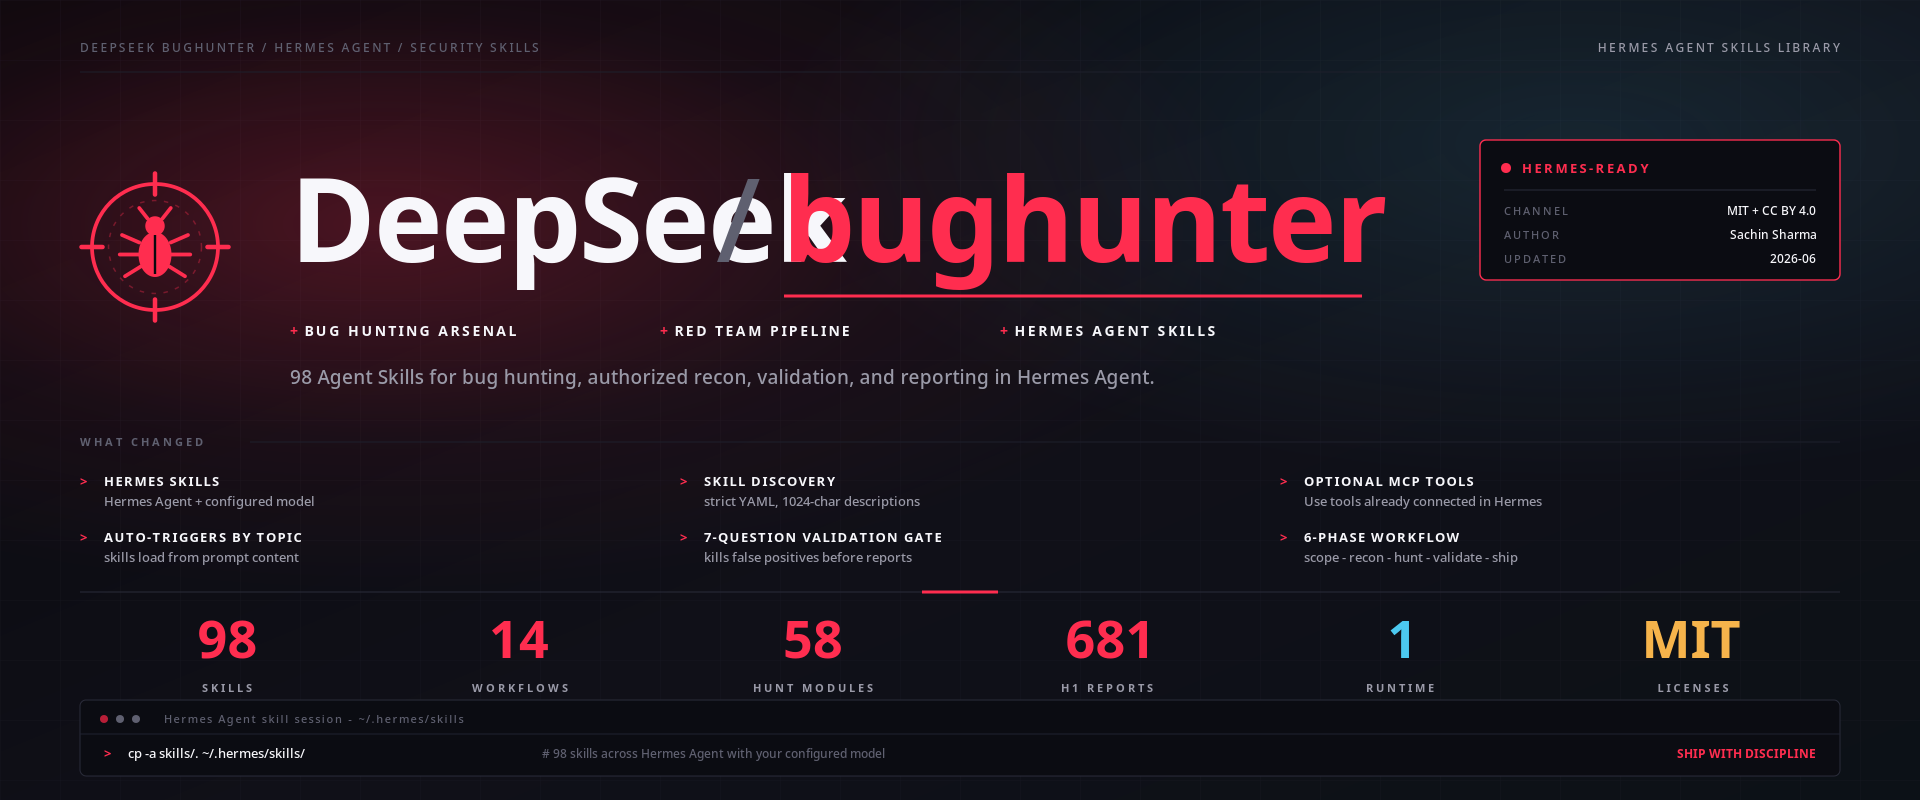 DEEPSEEK BUGHUNTER / HERMES AGENT / SECURITY SKILLS
HERMES AGENT SKILLS LIBRARY
DeepSeek/bughunter
HERMES-READY
CHANNEL MIT + CC BY 4.0
AUTHOR Sachin Sharma
UPDATED 2026-06
+ BUG HUNTING ARSENAL
+ RED TEAM PIPELINE
+ HERMES AGENT SKILLS
98 Agent Skills for bug hunting, authorized recon, validation, and reporting in Hermes Agent.
WHAT CHANGED
> HERMES SKILLS
Hermes Agent + configured model
> SKILL DISCOVERY
strict YAML, 1024-char descriptions
> OPTIONAL MCP TOOLS
Use tools already connected in Hermes
> AUTO-TRIGGERS BY TOPIC
skills load from prompt content
> 7-QUESTION VALIDATION GATE
kills false positives before reports
> 6-PHASE WORKFLOW
scope - recon - hunt - validate - ship
98
SKILLS
14
WORKFLOWS
58
HUNT MODULES
681
H1 REPORTS
1
RUNTIME
MIT
LICENSES
Hermes Agent skill session - ~/.hermes/skills
> cp -a skills/. ~/.hermes/skills/ # 98 skills across Hermes Agent with your configured model SHIP WITH DISCIPLINE